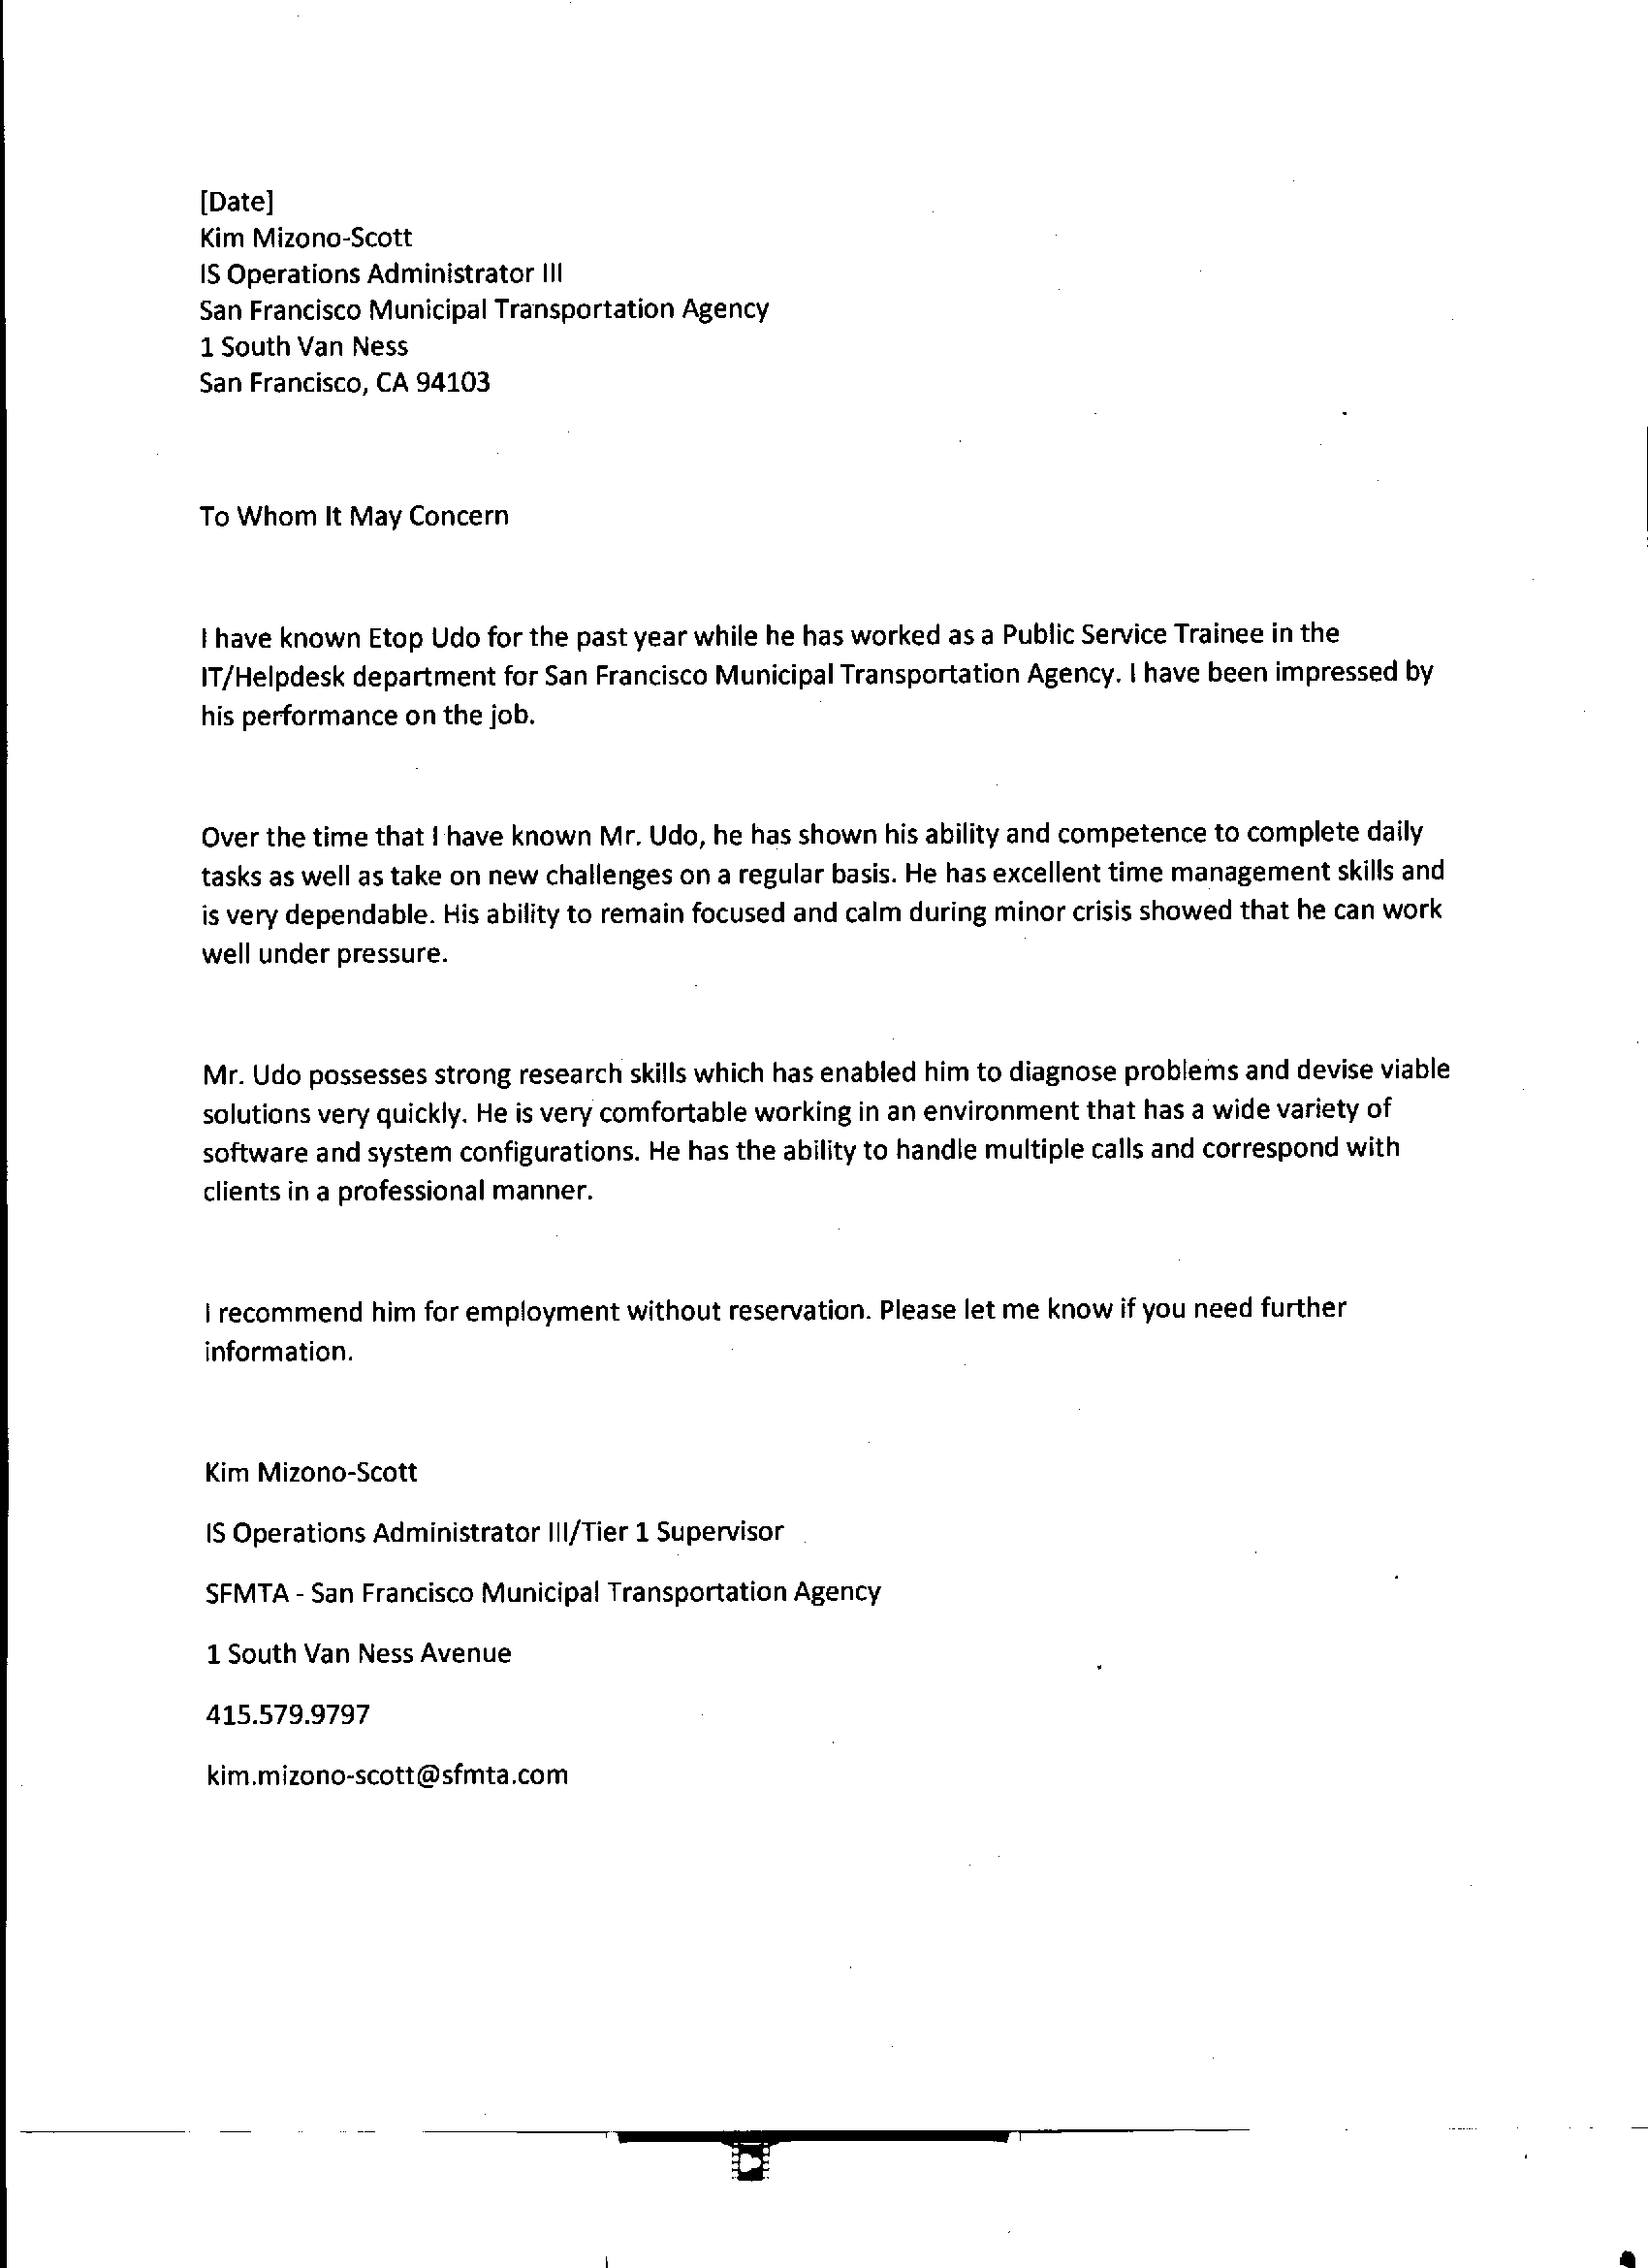 [Date]
Kim Mizono-Scott
IS Operations Administrator III
San Francisco Municipal Transportation Agency
1 South Van Ness
San Francisco, CA 94103
To Whom It May Concern
I have known Etop Udo for the past year while he has worked as a Public Service Trainee in the
IT/Helpdesk department for San Francisco Municipal Transportation Agency. I have been impressed by
his performance on the job.
Over the time that I have known Mr. Udo, he has shown his ability and competence to complete daily
tasks as well as take on new challenges on a regular basis. He has excellent time management skills and
is very dependable. His ability to remain focused and calm during minor crisis showed that he can work
well under pressure.
Mr. Udo possesses strong research skills which has enabled him to diagnose problems and devise viable
solutions very quickly. He is very comfortable working in an environment that has a wide variety of
software and system configurations. He has the ability to handle multiple calls and correspond with
clients in a professional manner.
I recommend him for employment without reservation. Please let me know if you need further
information.
Kim Mizono-Scott
IS Operations Administrator III/Tier 1 Supervisor
SFMTA - San Francisco Municipal Transportation Agency
1 South Van Ness Avenue
415.579.9797
kim.mizono-scott@sfmta.com